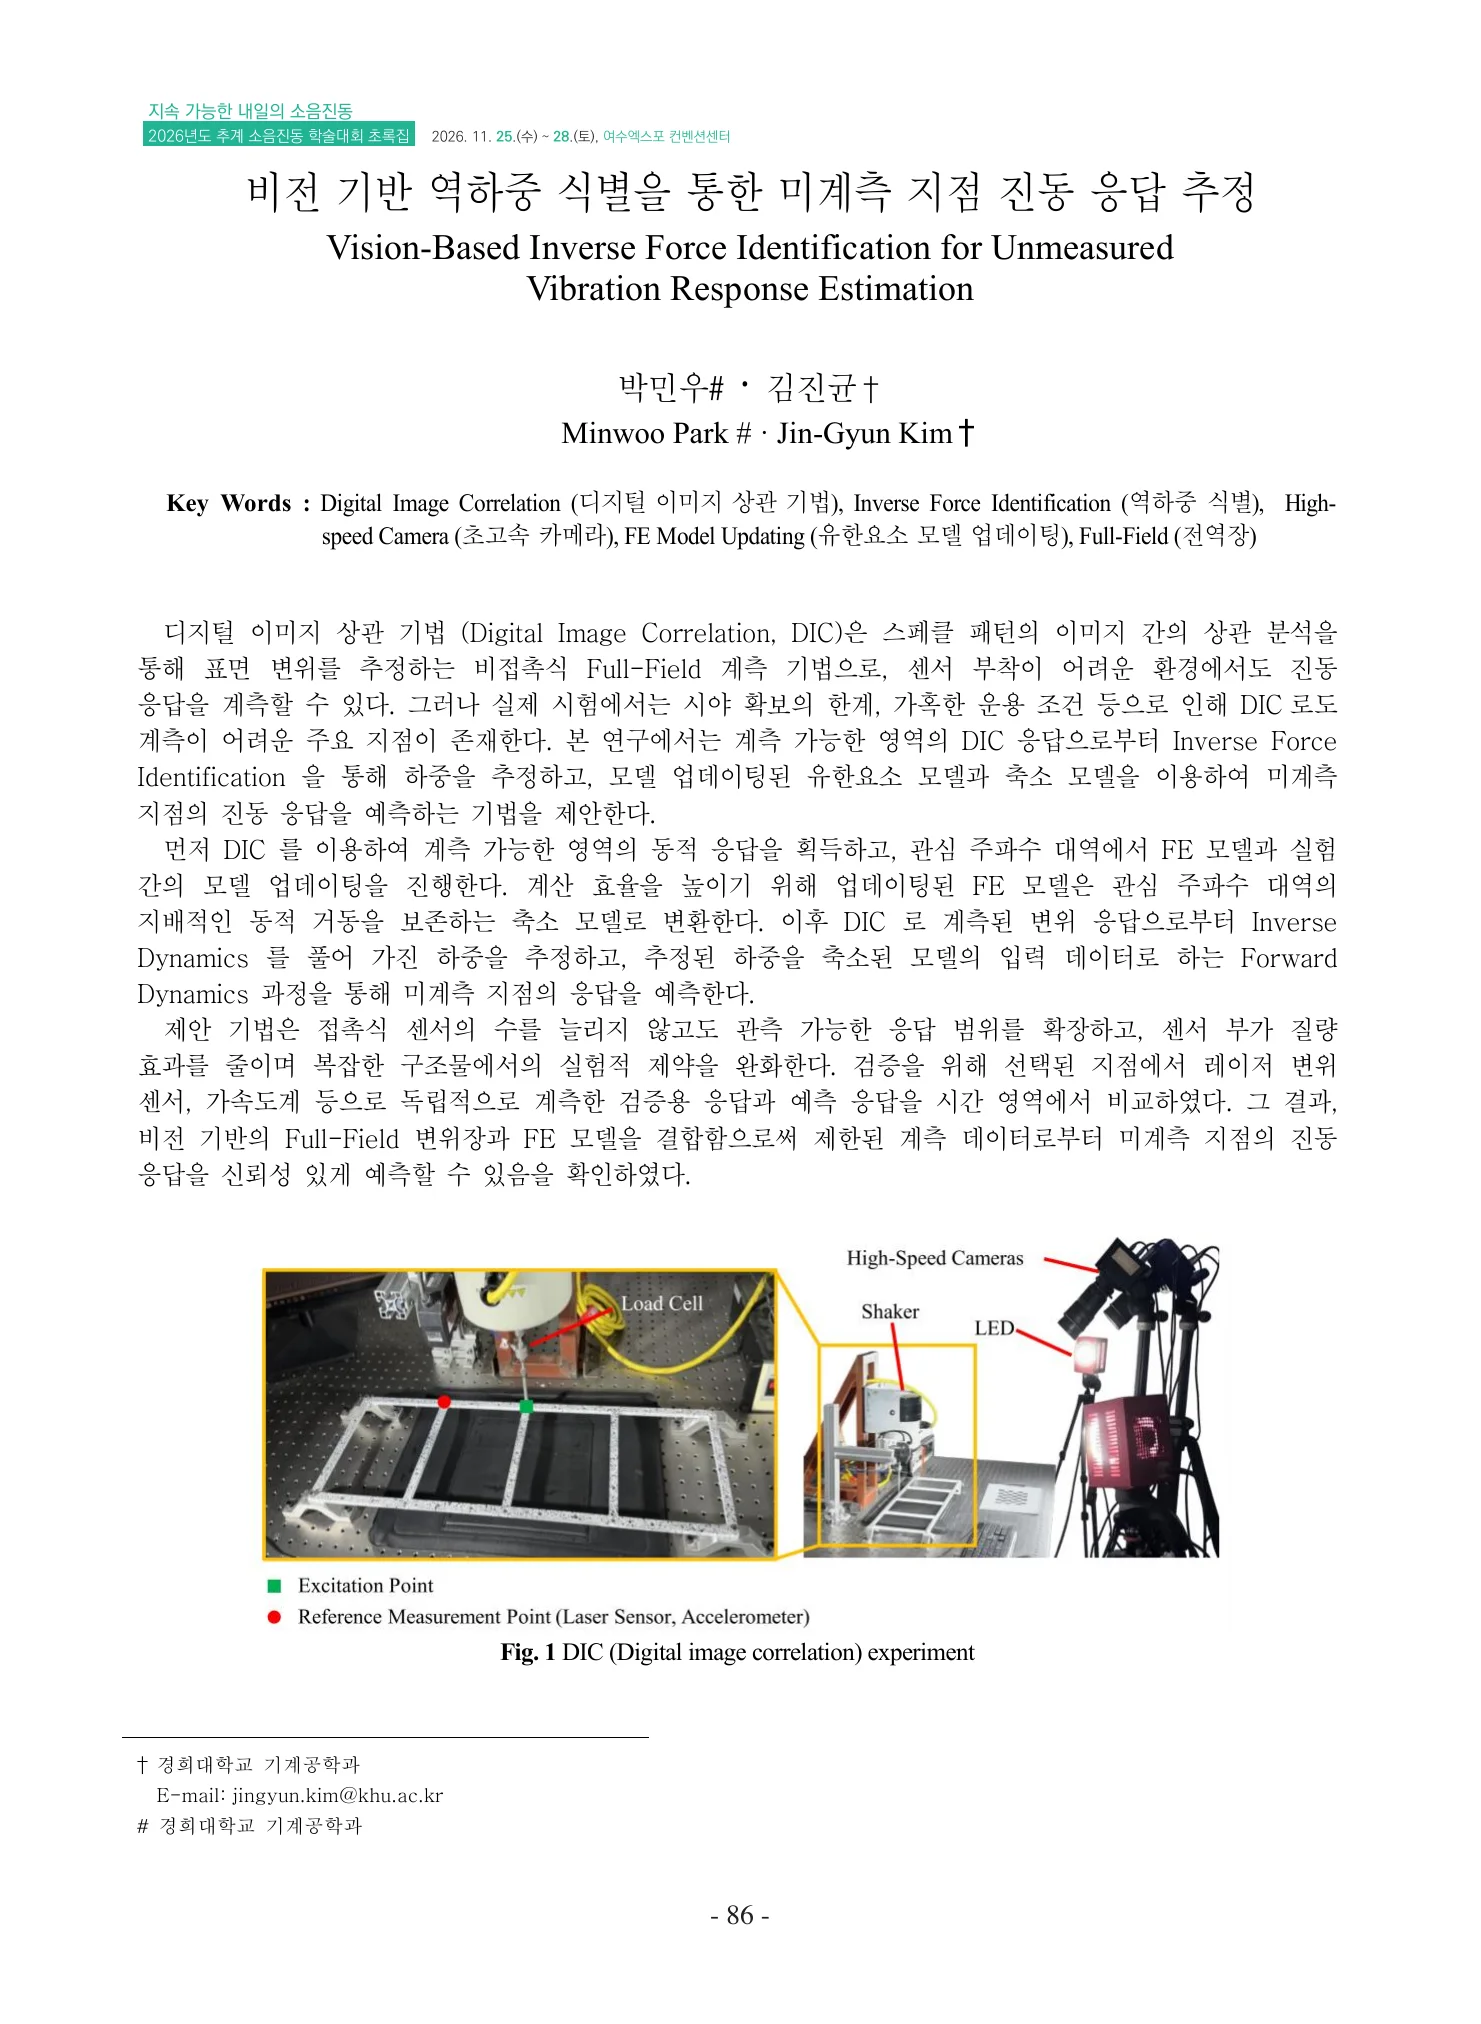 지속 가능한 내일의 소음진동
2026년도 추계 소음진동 학술대회 초록집 2026. 11. 25.(수) ~ 28.(토), 여수엑스포 컨벤션센터
비전 기반 역하중 식별을 통한 미계측 지점 진동 응답 추정
Vision-Based Inverse Force Identification for Unmeasured
Vibration Response Estimation
박민우# · 김진균†
Minwoo Park # · Jin-Gyun Kim†
Key Words : Digital Image Correlation (디지털 이미지 상관 기법), Inverse Force Identification (역하중 식별), High-
speed Camera (초고속 카메라), FE Model Updating (유한요소 모델 업데이팅), Full-Field (전역장)
디지털 이미지 상관 기법 (Digital Image Correlation, DIC)은 스페클 패턴의 이미지 간의 상관 분석을
통해 표면 변위를 추정하는 비접촉식 Full-Field 계측 기법으로, 센서 부착이 어려운 환경에서도 진동
응답을 계측할 수 있다. 그러나 실제 시험에서는 시야 확보의 한계, 가혹한 운용 조건 등으로 인해 DIC 로도
계측이 어려운 주요 지점이 존재한다. 본 연구에서는 계측 가능한 영역의 DIC 응답으로부터 Inverse Force
Identification 을 통해 하중을 추정하고, 모델 업데이팅된 유한요소 모델과 축소 모델을 이용하여 미계측
지점의 진동 응답을 예측하는 기법을 제안한다.
먼저 DIC 를 이용하여 계측 가능한 영역의 동적 응답을 획득하고, 관심 주파수 대역에서 FE 모델과 실험
간의 모델 업데이팅을 진행한다. 계산 효율을 높이기 위해 업데이팅된 FE 모델은 관심 주파수 대역의
지배적인 동적 거동을 보존하는 축소 모델로 변환한다. 이후 DIC 로 계측된 변위 응답으로부터 Inverse
Dynamics 를 풀어 가진 하중을 추정하고, 추정된 하중을 축소된 모델의 입력 데이터로 하는 Forward
Dynamics 과정을 통해 미계측 지점의 응답을 예측한다.
제안 기법은 접촉식 센서의 수를 늘리지 않고도 관측 가능한 응답 범위를 확장하고, 센서 부가 질량
효과를 줄이며 복잡한 구조물에서의 실험적 제약을 완화한다. 검증을 위해 선택된 지점에서 레이저 변위
센서, 가속도계 등으로 독립적으로 계측한 검증용 응답과 예측 응답을 시간 영역에서 비교하였다. 그 결과,
비전 기반의 Full-Field 변위장과 FE 모델을 결합함으로써 제한된 계측 데이터로부터 미계측 지점의 진동
응답을 신뢰성 있게 예측할 수 있음을 확인하였다.
High-Speed Cameras
Load Cell
Shaker
LED
Excitation Point
Reference Measurement Point (Laser Sensor, Accelerometer)
Fig. 1 DIC (Digital image correlation) experiment
† 경희대학교 기계공학과
E-mail: jingyun.kim@khu.ac.kr
# 경희대학교 기계공학과
- 86 -